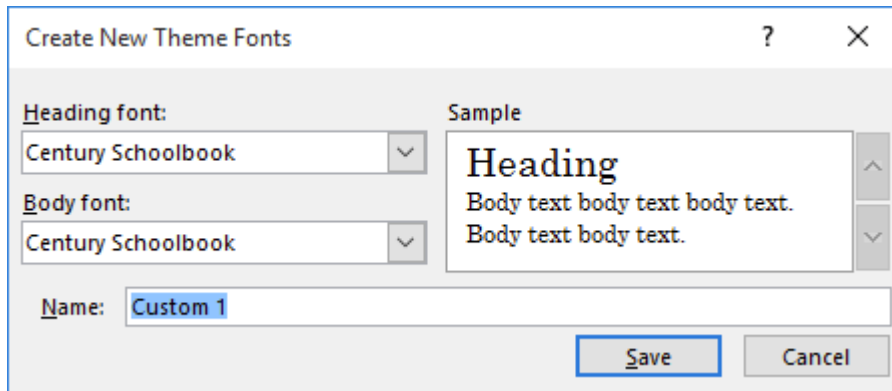 Create New Theme Fonts ?
Heading font:
Century Schoolbook
Body font:
Century Schoolbook
Sample
Heading
Body text body text body text.
Body text body text.
Name: Custom 1
Save Cancel